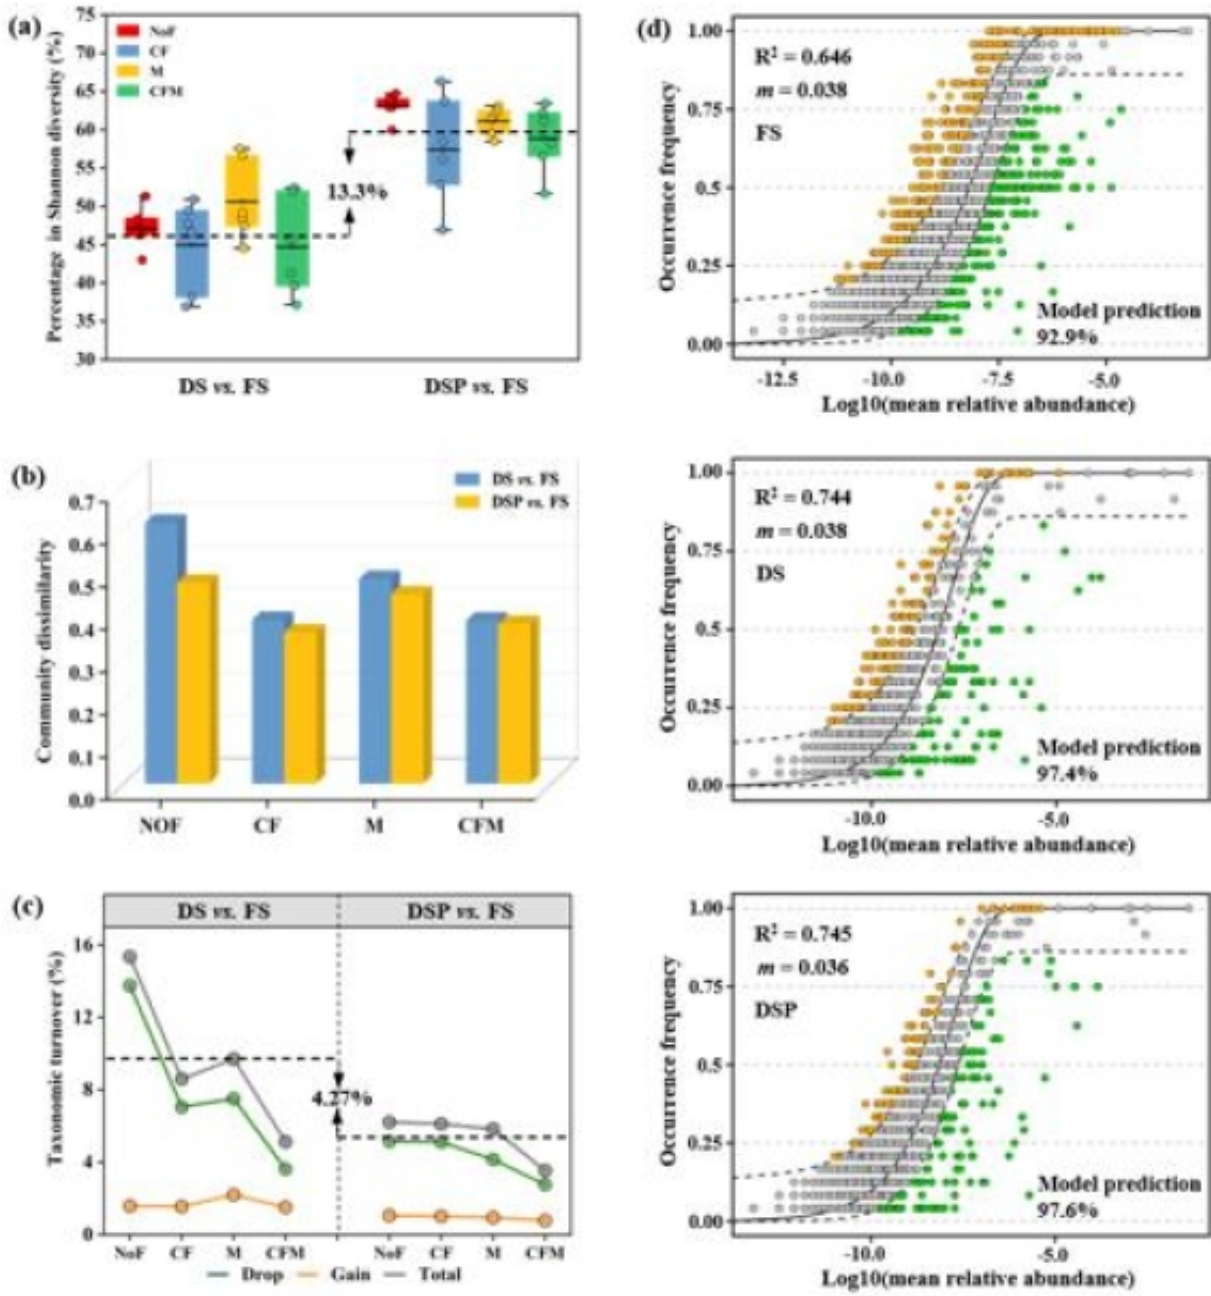 (a)
Percentage in Shannon diversity (%)
75
70
65
60
55
50
45
40
35
30
NoF
CF
M
CFM
13.3%
DS vs. FS
DSP vs. FS
(b)
Community dissimilarity
0.7
0.6
0.5
0.4
0.3
0.2
0.1
0.0
DS vs. FS
DSP vs. FS
NOF
CF
M
CFM
(c)
DS vs. FS
DSP vs. FS
Taxonomic turnover (%)
16
12
8
4
0
4.27%
NoF
CF
M
CFM
NoF
CF
M
CFM
Drop
Gain
Total
(d)
Occurrence frequency
1.00
0.75
0.5
0.25
0.00
R² = 0.646
m = 0.038
FS
Model prediction
92.9%
-12.5
-10.0
-7.5
-5.0
Log10(mean relative abundance)
Occurrence frequency
1.00
0.75
0.5
0.25
0.00
R² = 0.744
m = 0.038
DS
Model prediction
97.4%
-10.0
-5.0
Log10(mean relative abundance)
Occurrence frequency
1.00
0.75
0.5
0.25
0.00
R² = 0.745
m = 0.036
DSP
Model prediction
97.6%
-10.0
-5.0
Log10(mean relative abundance)